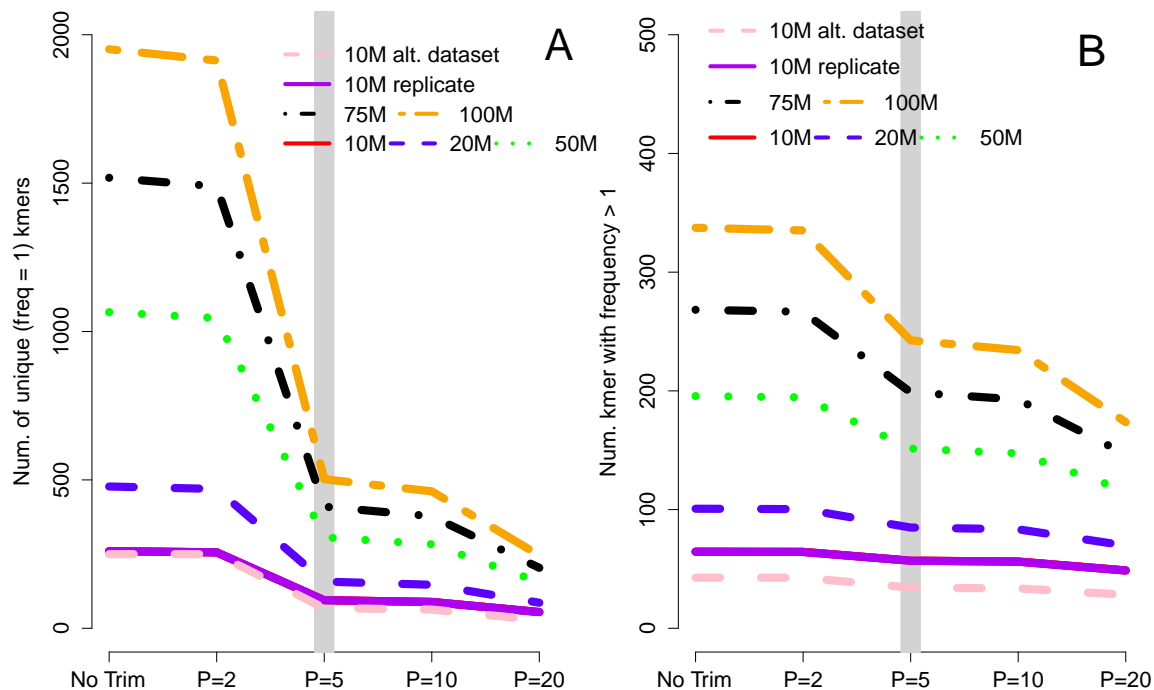 A
10M alt. dataset
10M replicate
75M 100M
10M 20M 50M
Num. of unique (freq = 1) kmers
2000
1500
1000
500
0
No Trim P=2 P=5 P=10 P=20
B
10M alt. dataset
10M replicate
75M 100M
10M 20M 50M
Num. kmer with frequency > 1
500
400
300
200
100
0
No Trim P=2 P=5 P=10 P=20